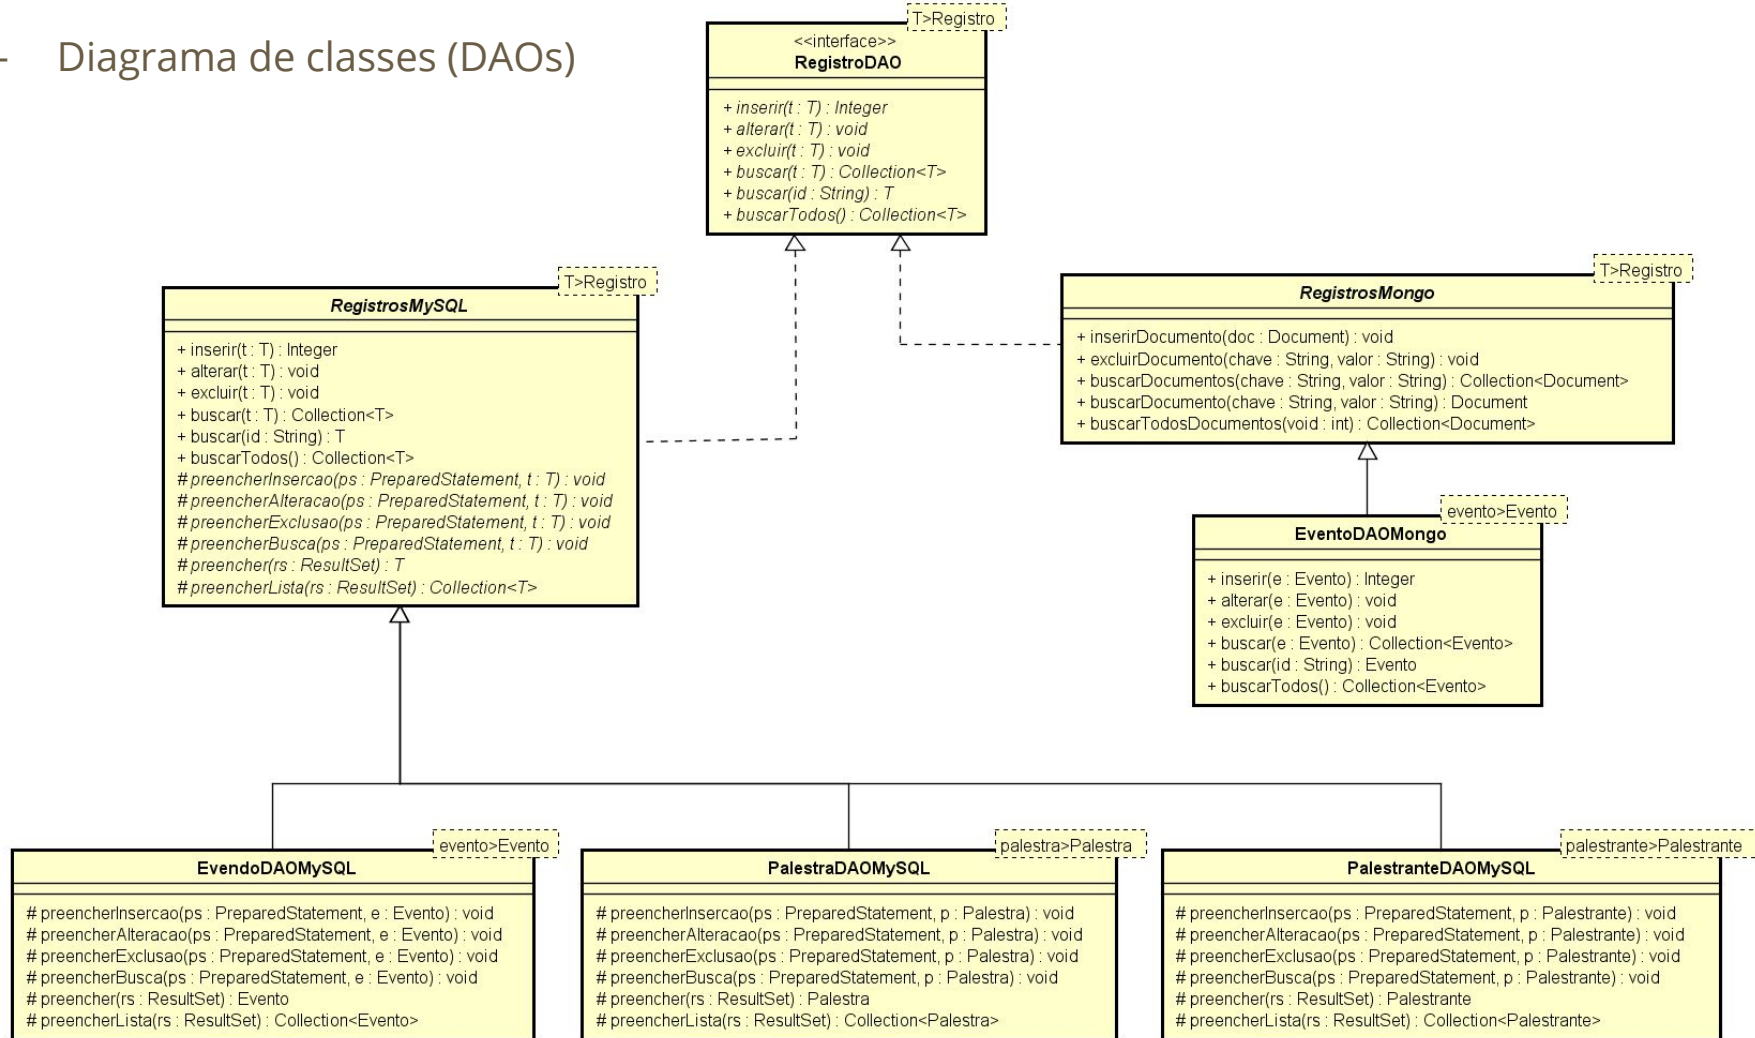 - Diagrama de classes (DAOs)
T>Registro
<<interface>>
RegistroDAO
+ inserir(t : T) : Integer
+ alterar(t : T) : void
+ excluir(t : T) : void
+ buscar(t : T) : Collection<T>
+ buscar(id : String) : T
+ buscarTodos() : Collection<T>
T>Registro
RegistrosMySQL
+ inserir(t : T) : Integer
+ alterar(t : T) : void
+ excluir(t : T) : void
+ buscar(t : T) : Collection<T>
+ buscar(id : String) : T
+ buscarTodos() : Collection<T>
# preencherInsercao(ps : PreparedStatement, t : T) : void
# preencherAlteracao(ps : PreparedStatement, t : T) : void
# preencherExclusao(ps : PreparedStatement, t : T) : void
# preencherBusca(ps : PreparedStatement, t : T) : void
# preencher(rs : ResultSet) : T
# preencherLista(rs : ResultSet) : Collection<T>
T>Registro
RegistrosMongo
+ inserirDocumento(doc : Document) : void
+ excluirDocumento(chave : String, valor : String) : void
+ buscarDocumentos(chave : String, valor : String) : Collection<Document>
+ buscarDocumento(chave : String, valor : String) : Document
+ buscarTodosDocumentos(void : int) : Collection<Document>
evento>Evento
EventoDAOMongo
+ inserir(e : Evento) : Integer
+ alterar(e : Evento) : void
+ excluir(e : Evento) : void
+ buscar(e : Evento) : Collection<Evento>
+ buscar(id : String) : Evento
+ buscarTodos() : Collection<Evento>
evento>Evento
EvendoDAOMySQL
# preencherInsercao(ps : PreparedStatement, e : Evento) : void
# preencherAlteracao(ps : PreparedStatement, e : Evento) : void
# preencherExclusao(ps : PreparedStatement, e : Evento) : void
# preencherBusca(ps : PreparedStatement, e : Evento) : void
# preencher(rs : ResultSet) : Evento
# preencherLista(rs : ResultSet) : Collection<Evento>
palestra>Palestra
PalestraDAOMySQL
# preencherInsercao(ps : PreparedStatement, p : Palestra) : void
# preencherAlteracao(ps : PreparedStatement, p : Palestra) : void
# preencherExclusao(ps : PreparedStatement, p : Palestra) : void
# preencherBusca(ps : PreparedStatement, p : Palestra) : void
# preencher(rs : ResultSet) : Palestra
# preencherLista(rs : ResultSet) : Collection<Palestra>
palestrante>Palestrante
PalestranteDAOMySQL
# preencherInsercao(ps : PreparedStatement, p : Palestrante) : void
# preencherAlteracao(ps : PreparedStatement, p : Palestrante) : void
# preencherExclusao(ps : PreparedStatement, p : Palestrante) : void
# preencherBusca(ps : PreparedStatement, p : Palestrante) : void
# preencher(rs : ResultSet) : Palestrante
# preencherLista(rs : ResultSet) : Collection<Palestrante>